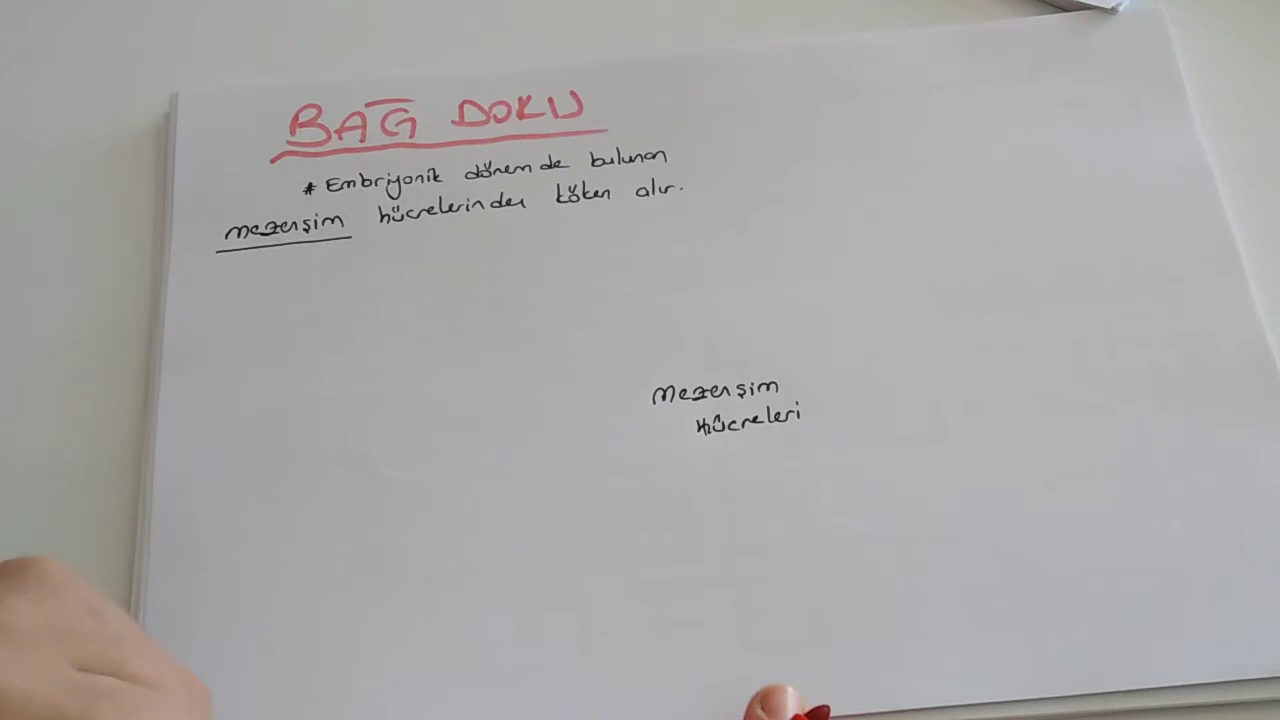 BAĞ DOKU
* Embriyonik dönemde bulunan
mezenşim hücrelerinden köken alır.
Mezenşim
Hücreleri